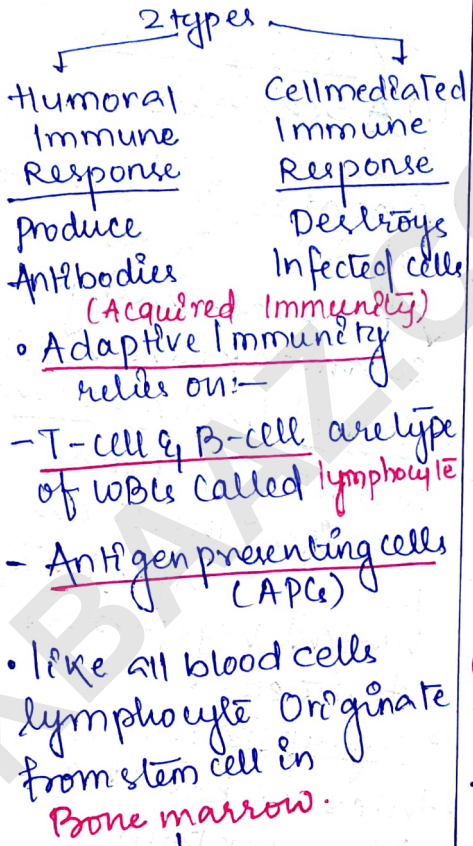 2 types
Humoral
Immune
Response
Produce
Antibodies
Cellmediated
Immune
Response
Destroys
Infected cells
(Acquired Immunity)
• Adaptive Immunity
relies on:-
- T-cell & B-cell are type
of WBCs called lymphocyte
- Antigen presenting cells
(APCs)
• like all blood cells
lymphocyte Originate
from stem cell in
Bone marrow.